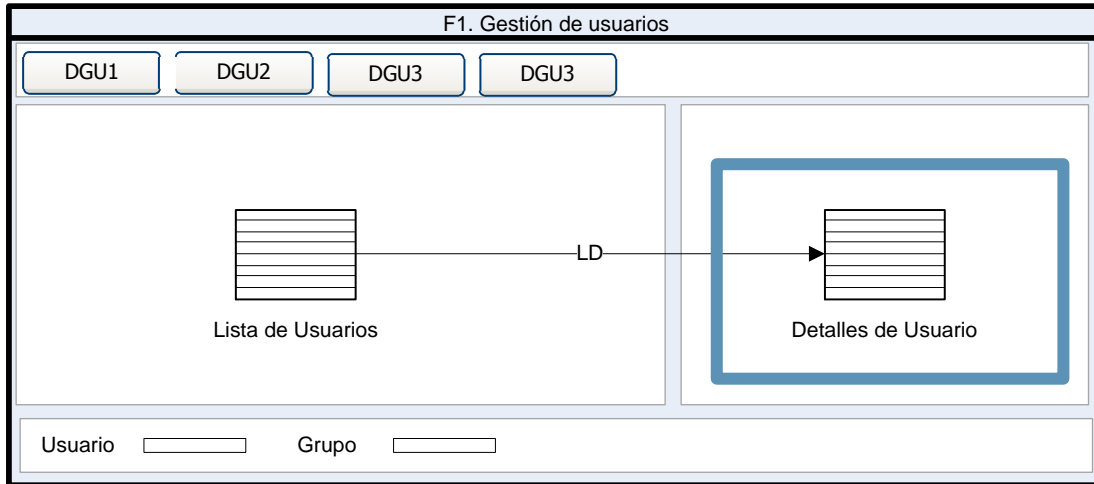 F1. Gestión de usuarios
DGU1 DGU2 DGU3 DGU3
LD
Lista de Usuarios Detalles de Usuario
Usuario Grupo